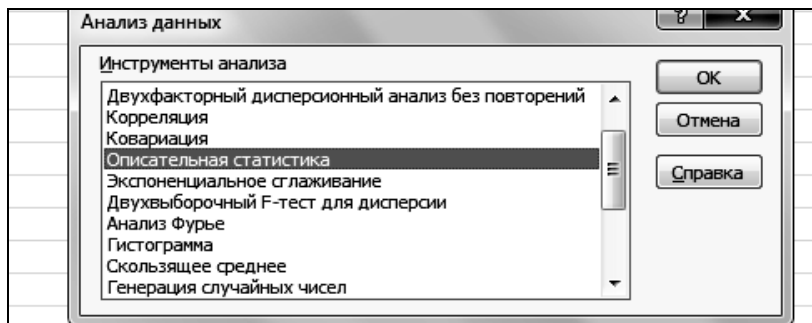 Анализ данных
? X
Инструменты анализа
Двухфакторный дисперсионный анализ без повторений
Корреляция
Ковариация
Описательная статистика
Экспоненциальное сглаживание
Двухвыборочный F-тест для дисперсии
Анализ Фурье
Гистограмма
Скользящее среднее
Генерация случайных чисел
ОК
Отмена
Справка